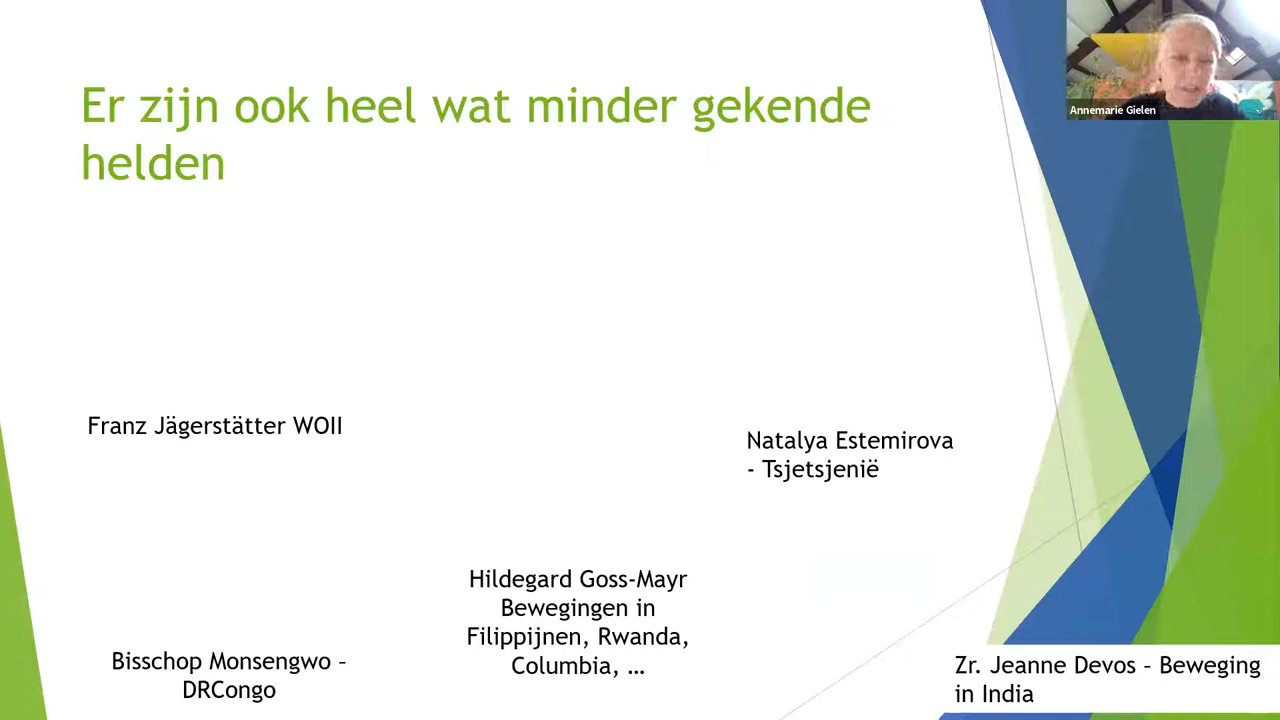 Er zijn ook heel wat minder gekende
helden
Annemarie Gielen
Franz Jägerstätter WOII
Natalya Estemirova
- Tsjetsjenië
Hildegard Goss-Mayr
Bewegingen in
Filippijnen, Rwanda,
Columbia, …
Bisschop Monsengwo –
DRCongo
Zr. Jeanne Devos – Beweging
in India